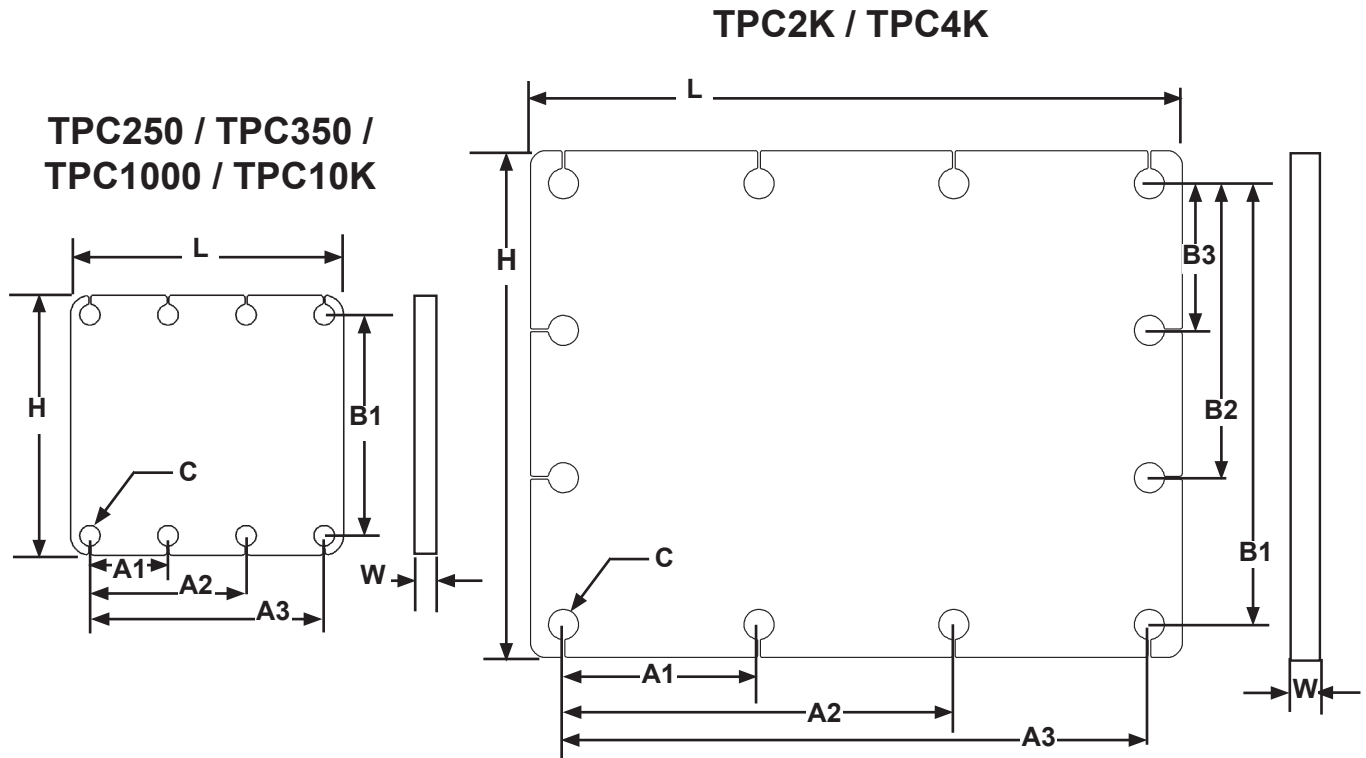 TPC2K / TPC4K
L
TPC250 / TPC350 /
TPC1000 / TPC10K
L
H
B3
H
B1
B2
C
B1
C
A1
W
A2
A3
A1
W
A2
A3